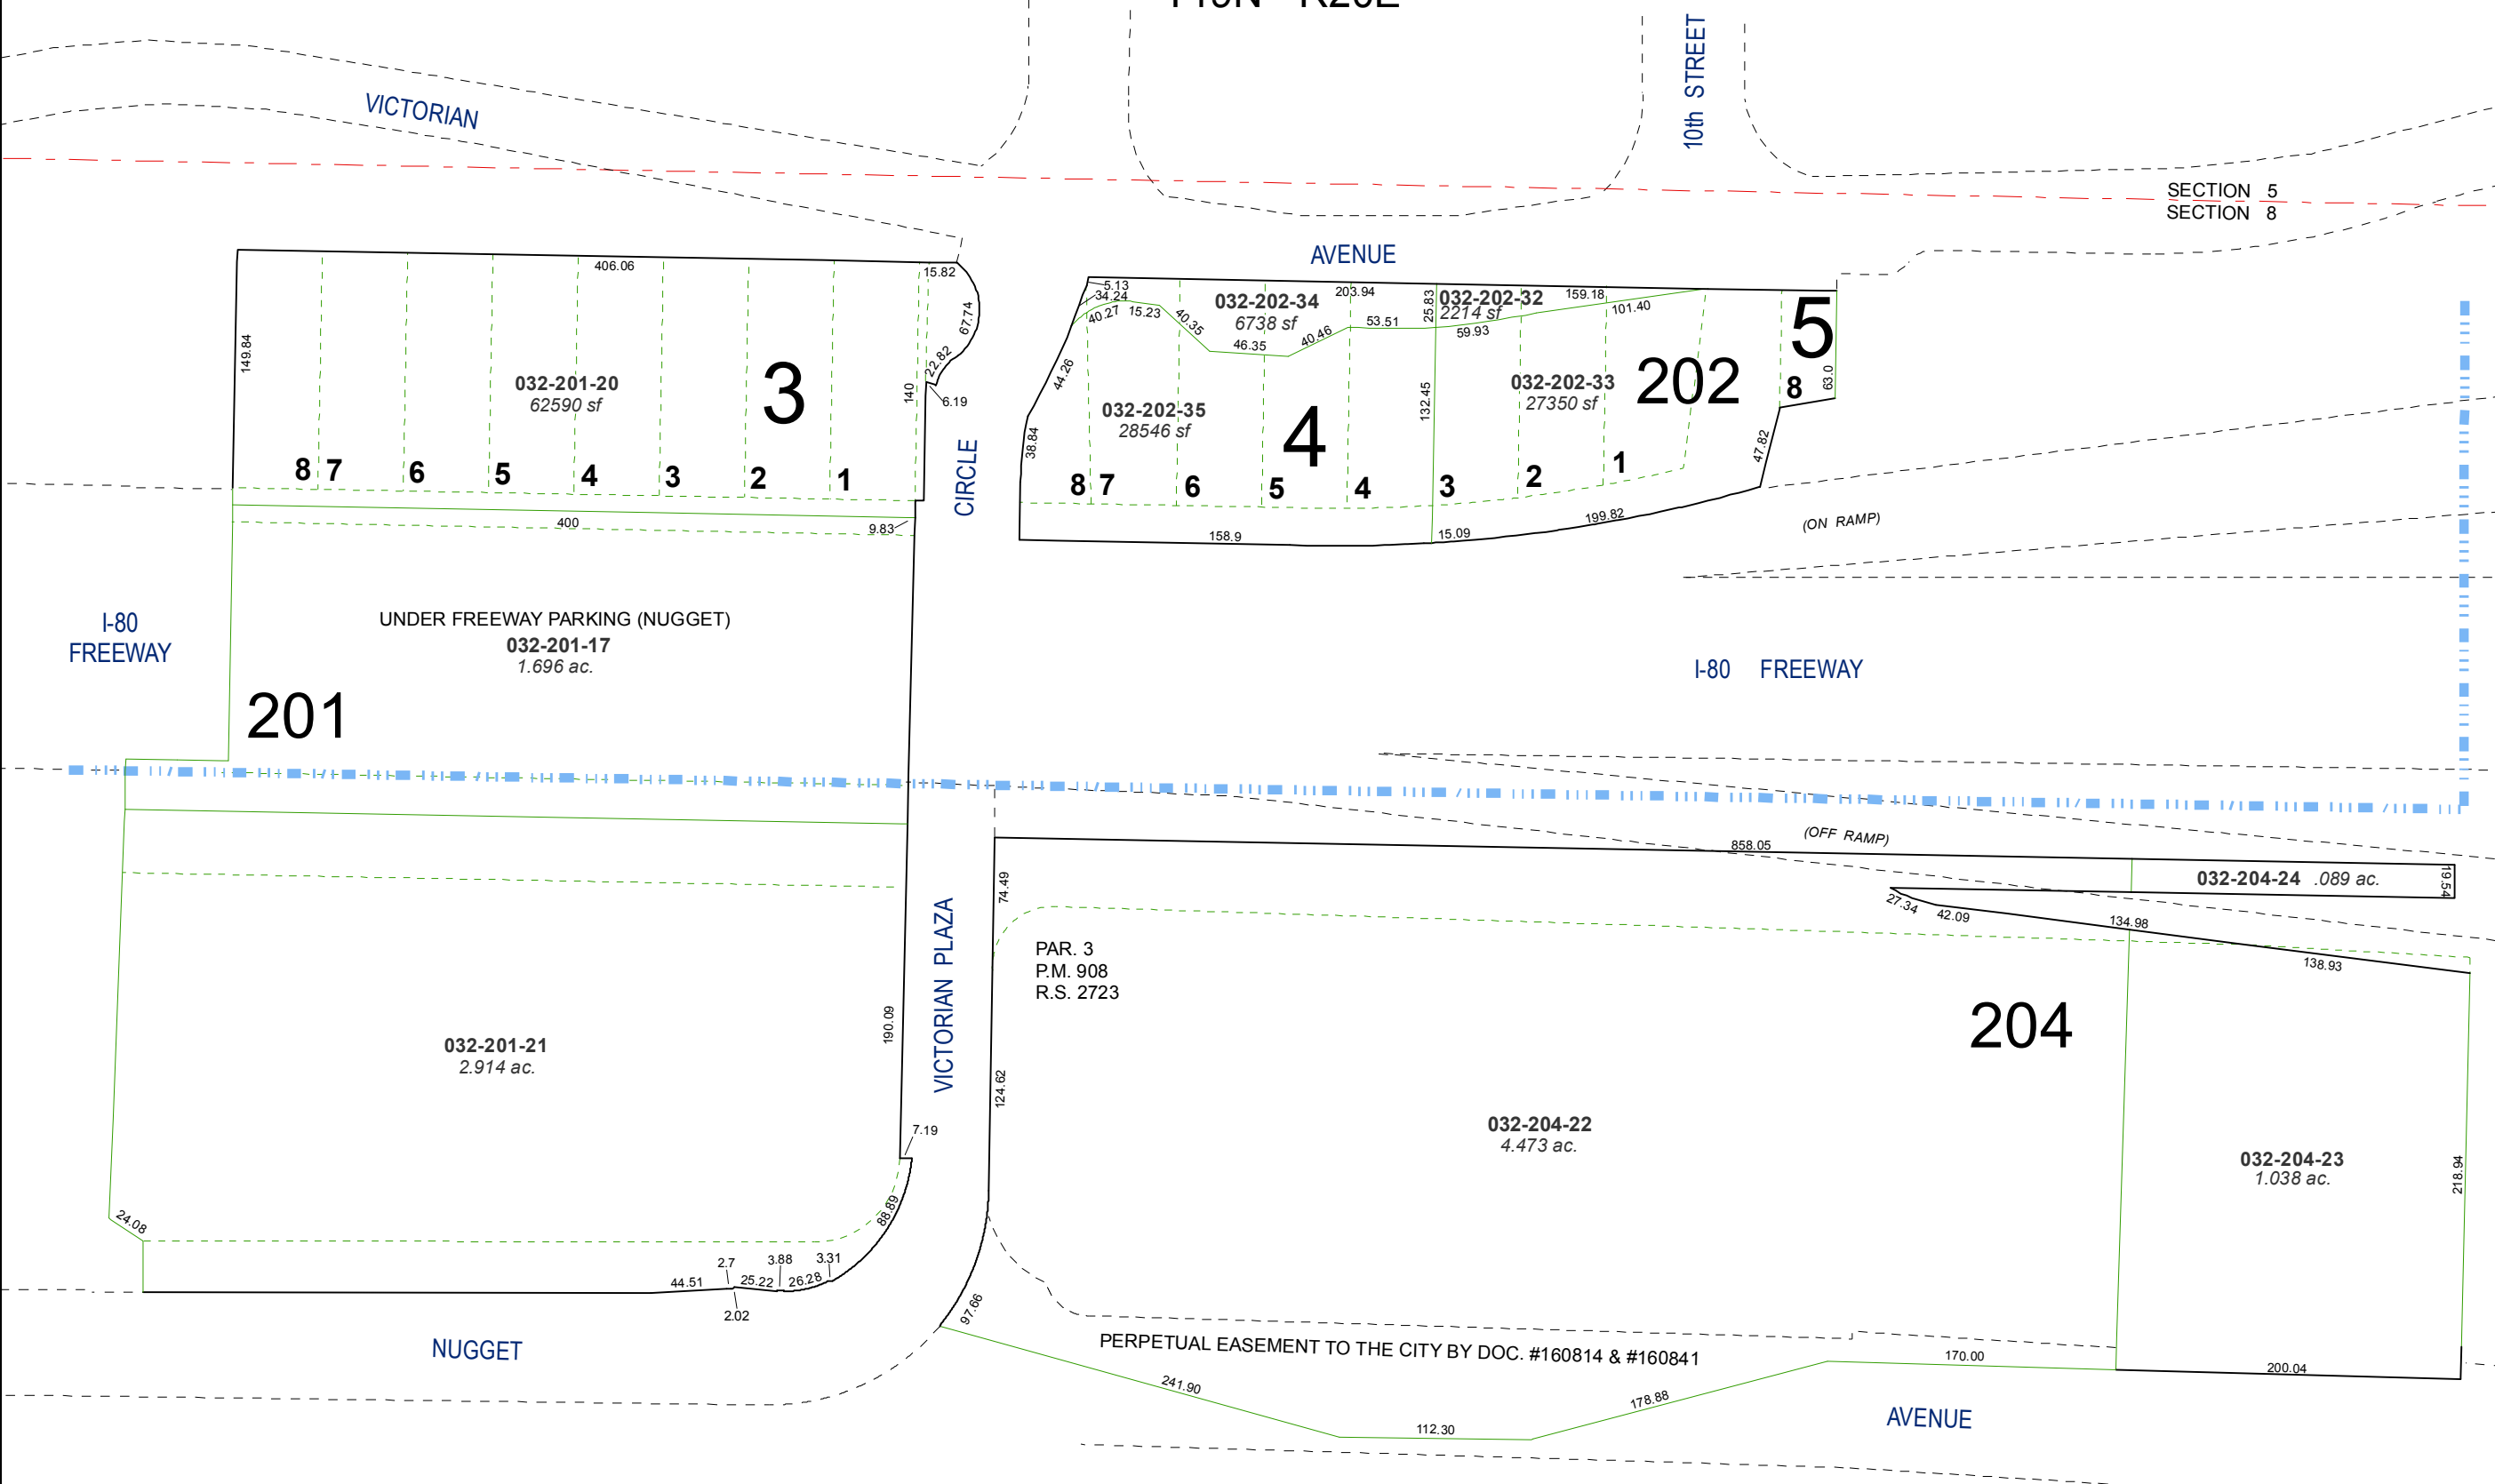 VICTORIAN
10th STREET
SECTION 5
SECTION 8
AVENUE
406.06
15.82
67.74
22.82
6.19
140
149.84
032-201-20
62590 sf
3
8 7 6 5 4 3 2 1
CIRCLE
400
9.83
5.13
34.24
40.27
15.23
40.35
46.35
40.46
53.51
59.93
101.40
203.94
25.83
159.18
032-202-34
6738 sf
032-202-32
2214 sf
5
8
63.0
47.82
202
032-202-33
27350 sf
132.45
032-202-35
28546 sf
4
44.26
38.84
8 7 6 5 4 3 2 1
158.9
15.09
199.82
(ON RAMP)
I-80
FREEWAY
UNDER FREEWAY PARKING (NUGGET)
032-201-17
1.696 ac.
201
I-80 FREEWAY
(OFF RAMP)
858.05
032-204-24 .089 ac.
19.54
27.34
42.09
134.98
138.93
74.49
PAR. 3
P.M. 908
R.S. 2723
VICTORIAN PLAZA
190.09
124.62
204
032-201-21
2.914 ac.
032-204-22
4.473 ac.
032-204-23
1.038 ac.
218.94
7.19
88.89
24.08
2.7
3.88
3.31
44.51
25.22
26.28
2.02
97.66
NUGGET
PERPETUAL EASEMENT TO THE CITY BY DOC. #160814 & #160841
241.90
112.30
178.88
170.00
200.04
AVENUE